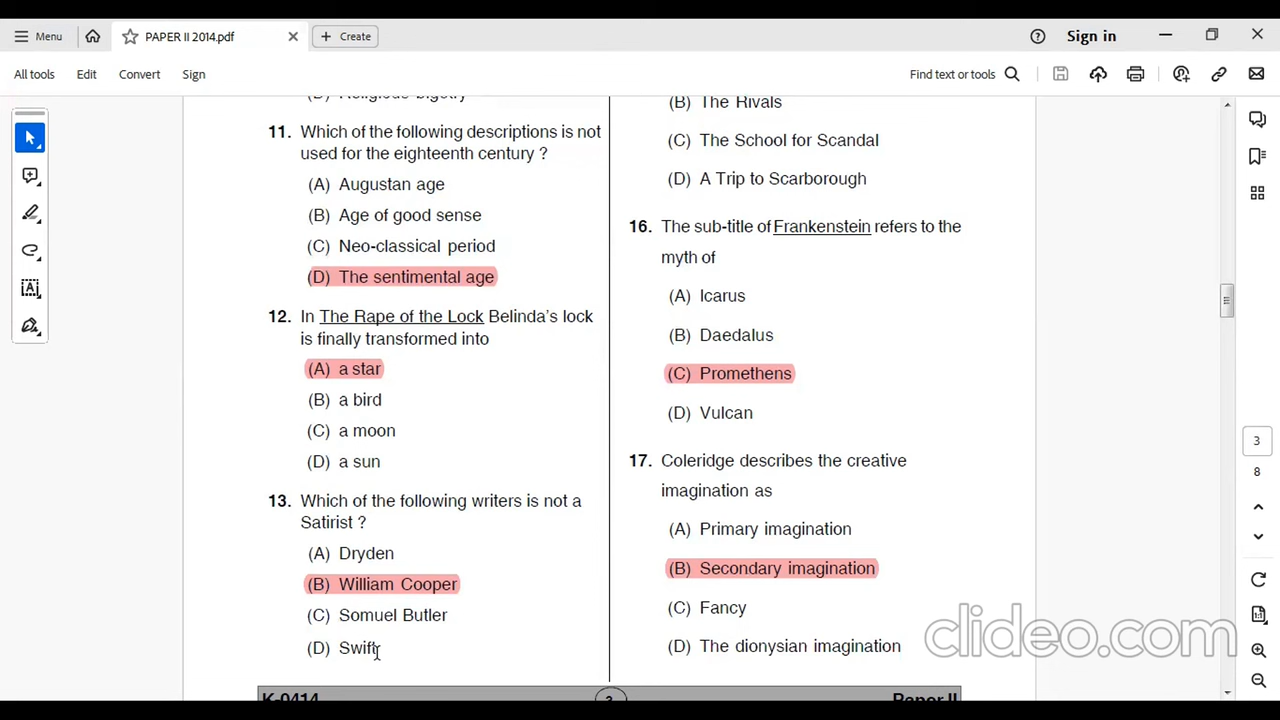 Menu
PAPER II 2014.pdf
Create
Sign in
All tools
Edit
Convert
Sign
Find text or tools
11. Which of the following descriptions is not
used for the eighteenth century ?
(A) Augustan age
(B) Age of good sense
(C) Neo-classical period
(D) The sentimental age
12. In The Rape of the Lock Belinda's lock
is finally transformed into
(A) a star
(B) a bird
(C) a moon
(D) a sun
13. Which of the following writers is not a
Satirist ?
(A) Dryden
(B) William Cooper
(C) Somuel Butler
(D) Swift
(B) The Rivals
(C) The School for Scandal
(D) A Trip to Scarborough
16. The sub-title of Frankenstein refers to the
myth of
(A) Icarus
(B) Daedalus
(C) Promethens
(D) Vulcan
17. Coleridge describes the creative
imagination as
(A) Primary imagination
(B) Secondary imagination
(C) Fancy
(D) The dionysian imagination
K-0414
3
Paper II
3
8
clideo.com